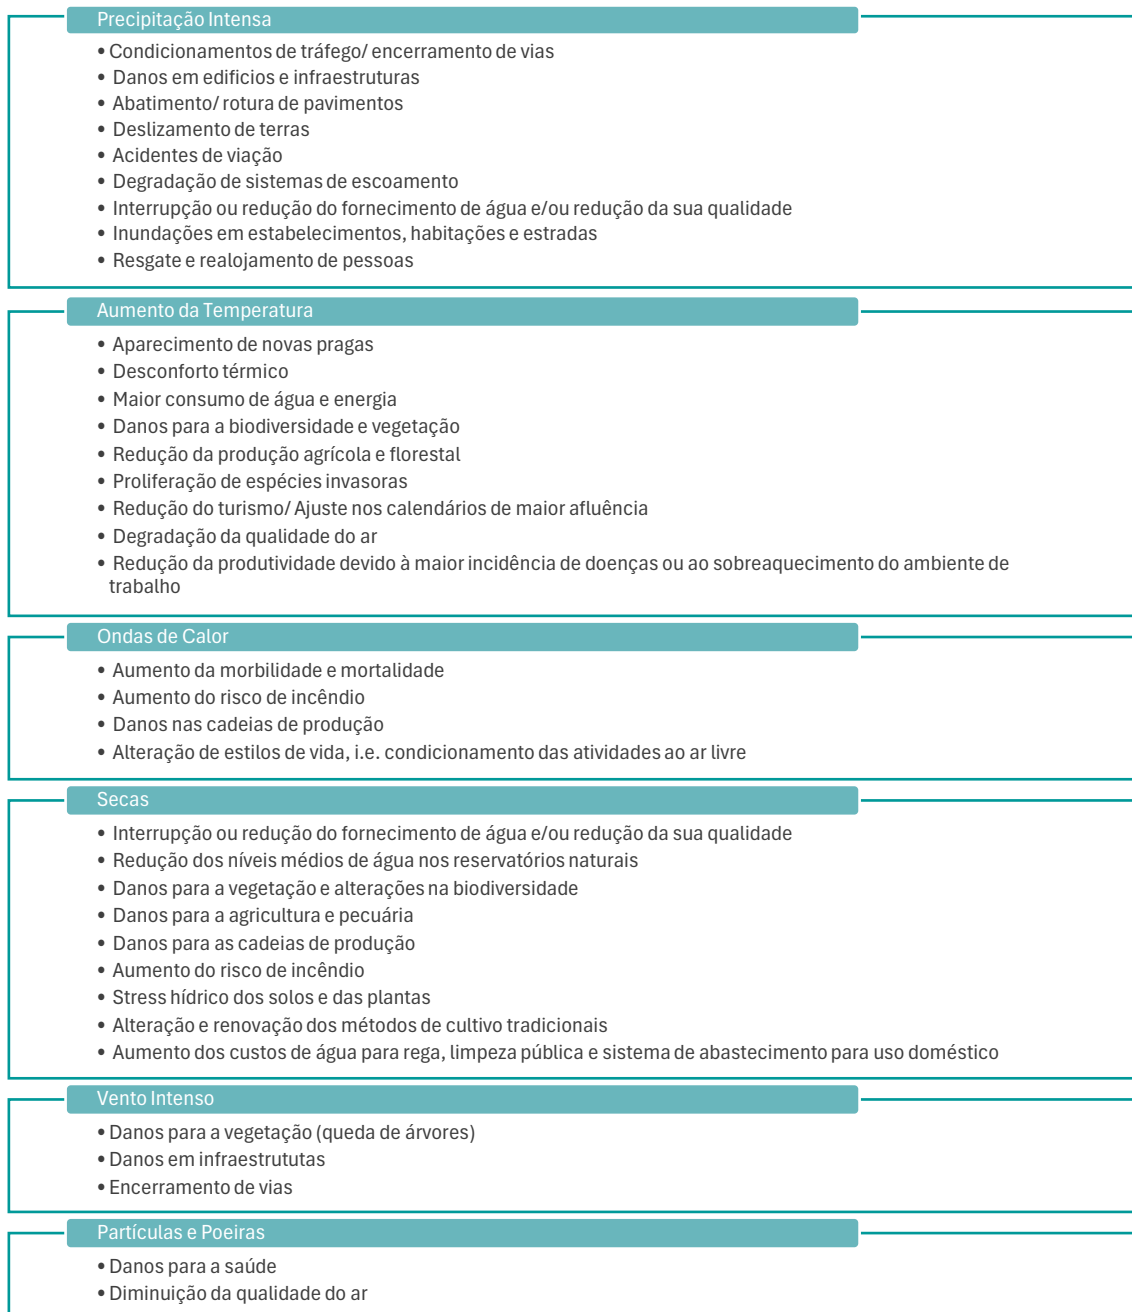 Precipitação Intensa
• Condicionamentos de tráfego/ encerramento de vias
• Danos em edificios e infraestruturas
• Abatimento/ rotura de pavimentos
• Deslizamento de terras
• Acidentes de viação
• Degradação de sistemas de escoamento
• Interrupção ou redução do fornecimento de água e/ou redução da sua qualidade
• Inundações em estabelecimentos, habitações e estradas
• Resgate e realojamento de pessoas
Aumento da Temperatura
• Aparecimento de novas pragas
• Desconforto térmico
• Maior consumo de água e energia
• Danos para a biodiversidade e vegetação
• Redução da produção agrícola e florestal
• Proliferação de espécies invasoras
• Redução do turismo/ Ajuste nos calendários de maior afluência
• Degradação da qualidade do ar
• Redução da produtividade devido à maior incidência de doenças ou ao sobreaquecimento do ambiente de
trabalho
Ondas de Calor
• Aumento da morbilidade e mortalidade
• Aumento do risco de incêndio
• Danos nas cadeias de produção
• Alteração de estilos de vida, i.e. condicionamento das atividades ao ar livre
Secas
• Interrupção ou redução do fornecimento de água e/ou redução da sua qualidade
• Redução dos níveis médios de água nos reservatórios naturais
• Danos para a vegetação e alterações na biodiversidade
• Danos para a agricultura e pecuária
• Danos para as cadeias de produção
• Aumento do risco de incêndio
• Stress hídrico dos solos e das plantas
• Alteração e renovação dos métodos de cultivo tradicionais
• Aumento dos custos de água para rega, limpeza pública e sistema de abastecimento para uso doméstico
Vento Intenso
• Danos para a vegetação (queda de árvores)
• Danos em infraestrututas
• Encerramento de vias
Partículas e Poeiras
• Danos para a saúde
• Diminuição da qualidade do ar